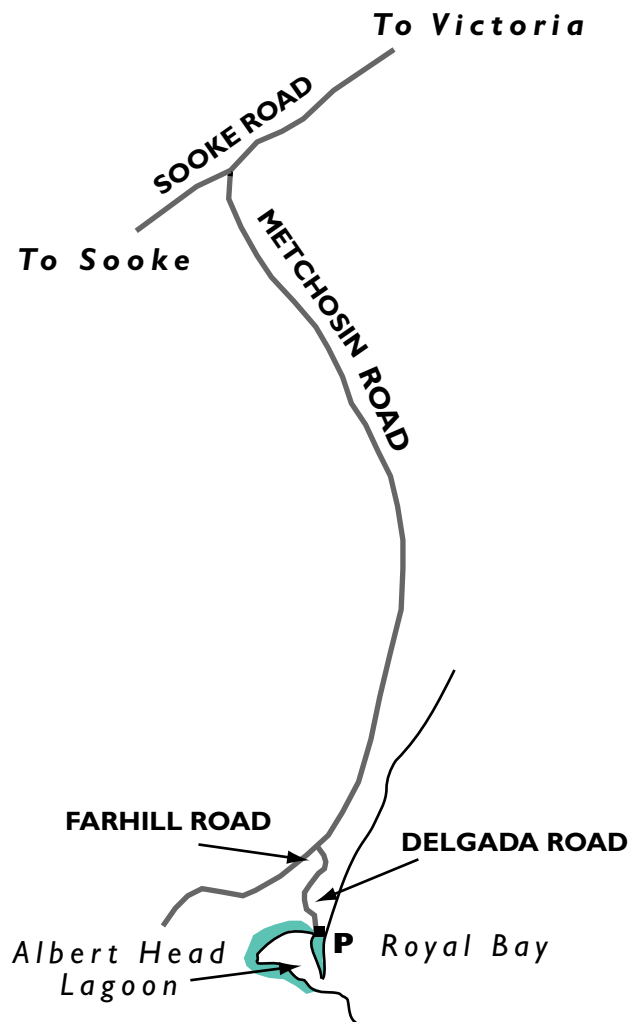 To Victoria
SOOKE ROAD
To Sooke
METCHOSIN ROAD
FARHILL ROAD
DELGADA ROAD
P
Royal Bay
Albert Head
Lagoon